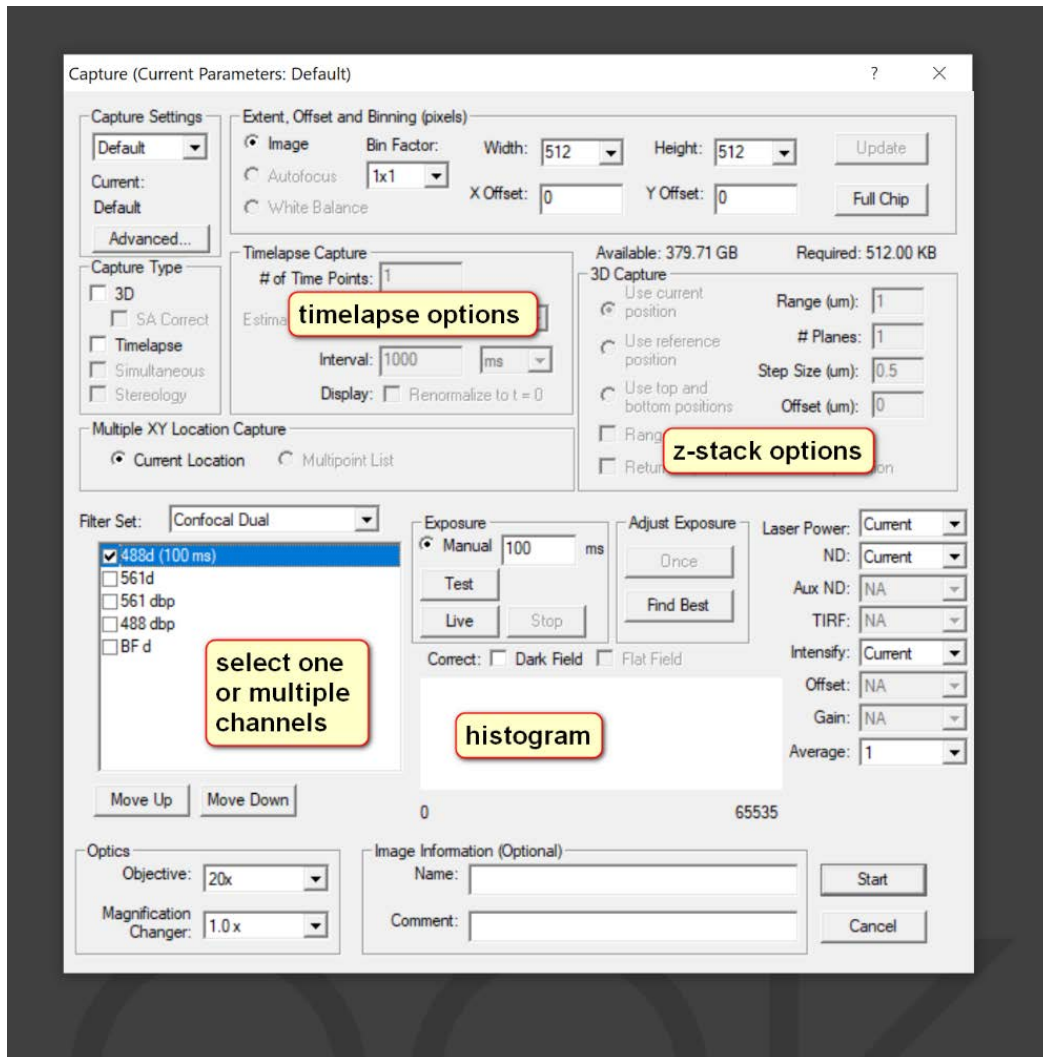 Capture (Current Parameters: Default)
?
Capture Settings
Default
Current:
Default
Advanced...
Extent, Offset and Binning (pixels)
Image
Autofocus
White Balance
Bin Factor:
1x1
Width: 512
Height: 512
Update
X Offset: 0
Y Offset: 0
Full Chip
Capture Type
3D
SA Correct
Timelapse
Simultaneous
Stereology
Timelapse Capture
# of Time Points: 1
timelapse options
Interval: 1000 ms
Display: Renormalize to t = 0
Available: 379.71 GB
Required: 512.00 KB
3D Capture
Use current
position
Use reference
position
Use top and
bottom positions
Range (um): 1
# Planes: 1
Step Size (um): 0.5
Offset (um): 0
z-stack options
Multiple XY Location Capture
Current Location
Multipoint List
Filter Set: Confocal Dual
488d (100 ms)
561d
561 dbp
488 dbp
BF d
select one
or multiple
channels
Move Up
Move Down
Exposure
Manual 100 ms
Test
Live
Stop
Adjust Exposure
Once
Find Best
Correct: Dark Field Flat Field
histogram
0
65535
Laser Power: Current
ND: Current
Aux ND: NA
TIRF: NA
Intensify: Current
Offset: NA
Gain: NA
Average: 1
Optics
Objective: 20x
Magnification
Changer: 1.0 x
Image Information (Optional)
Name:
Comment:
Start
Cancel